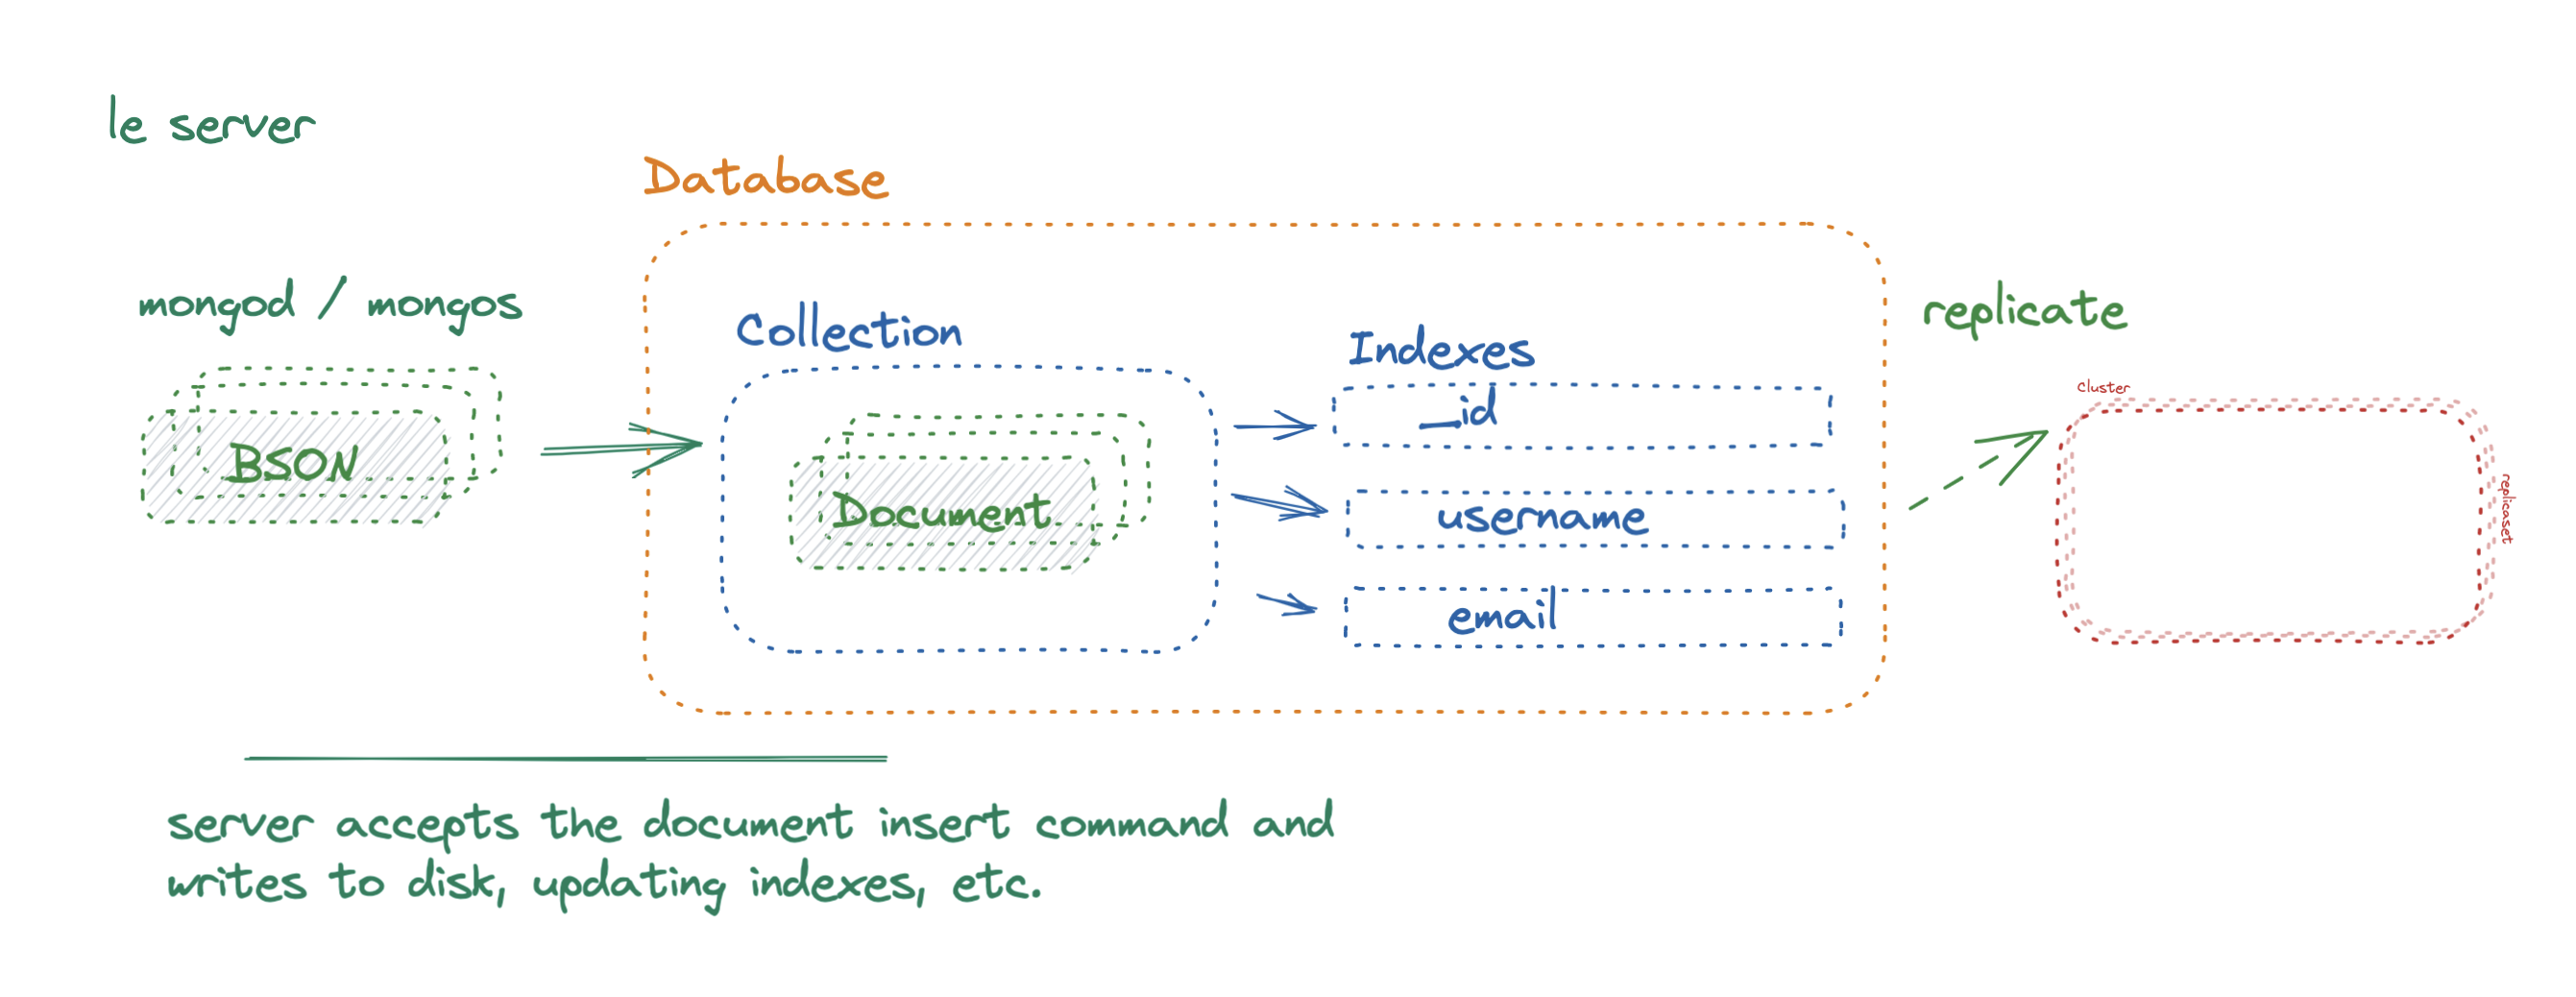 le server
Database
mongod / mongos
BSON
Collection
Document
Indexes
_id
username
email
replicate
cluster
replicaset
server accepts the document insert command and
writes to disk, updating indexes, etc.